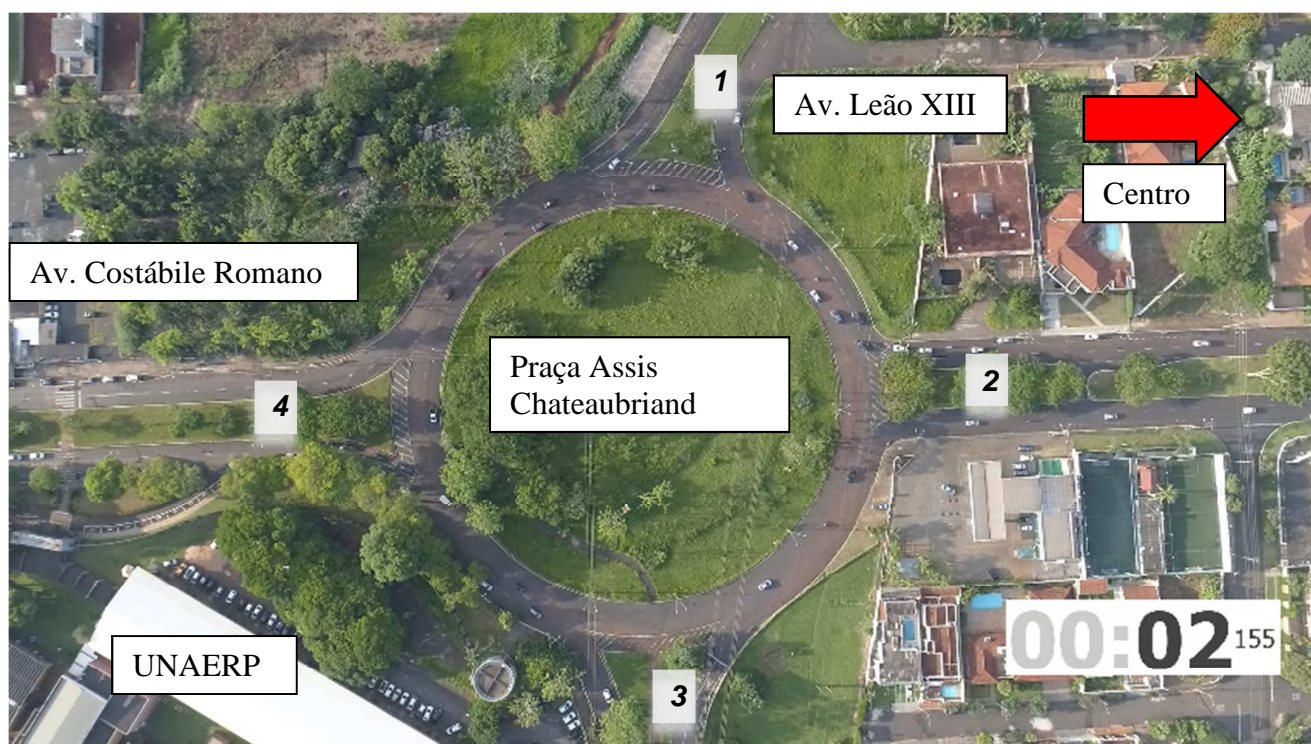 1
Av. Leão XIII
Centro
Av. Costábile Romano
Praça Assis
Chateaubriand
2
4
UNAERP
3
00:02 155